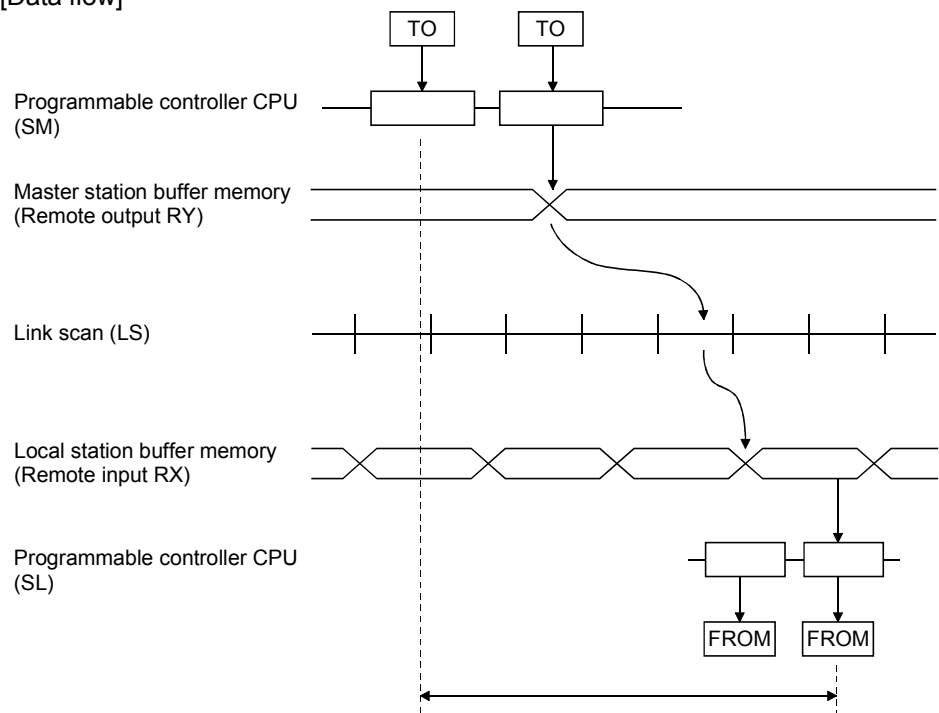 [Data flow]
TO TO
Programmable controller CPU
(SM)
Master station buffer memory
(Remote output RY)
Link scan (LS)
Local station buffer memory
(Remote input RX)
Programmable controller CPU
(SL)
FROM FROM